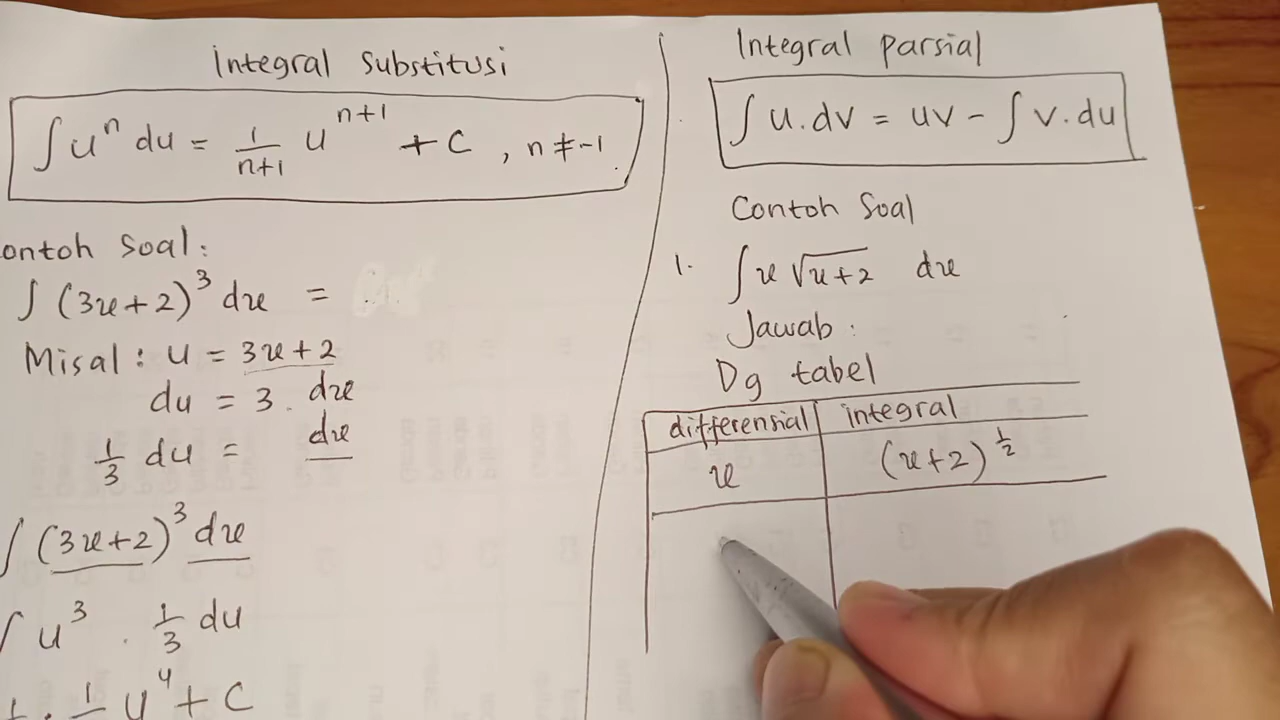 Integral Substitusi
∫ uⁿ du = 1/(n+1) u^(n+1) + C , n ≠ -1
ontoh Soal :
∫ (3x+2)³ dx =
Misal : u = 3x+2
du = 3 . dx
1/3 du = dx
∫ (3x+2)³ dx
∫ u³ . 1/3 du
u⁴ + C
Integral Parsial
∫ u.dv = uv - ∫ v.du
Contoh Soal
1. ∫ x √(x+2) dx
Jawab :
Dg tabel
differensial integral
x (x+2)^(1/2)